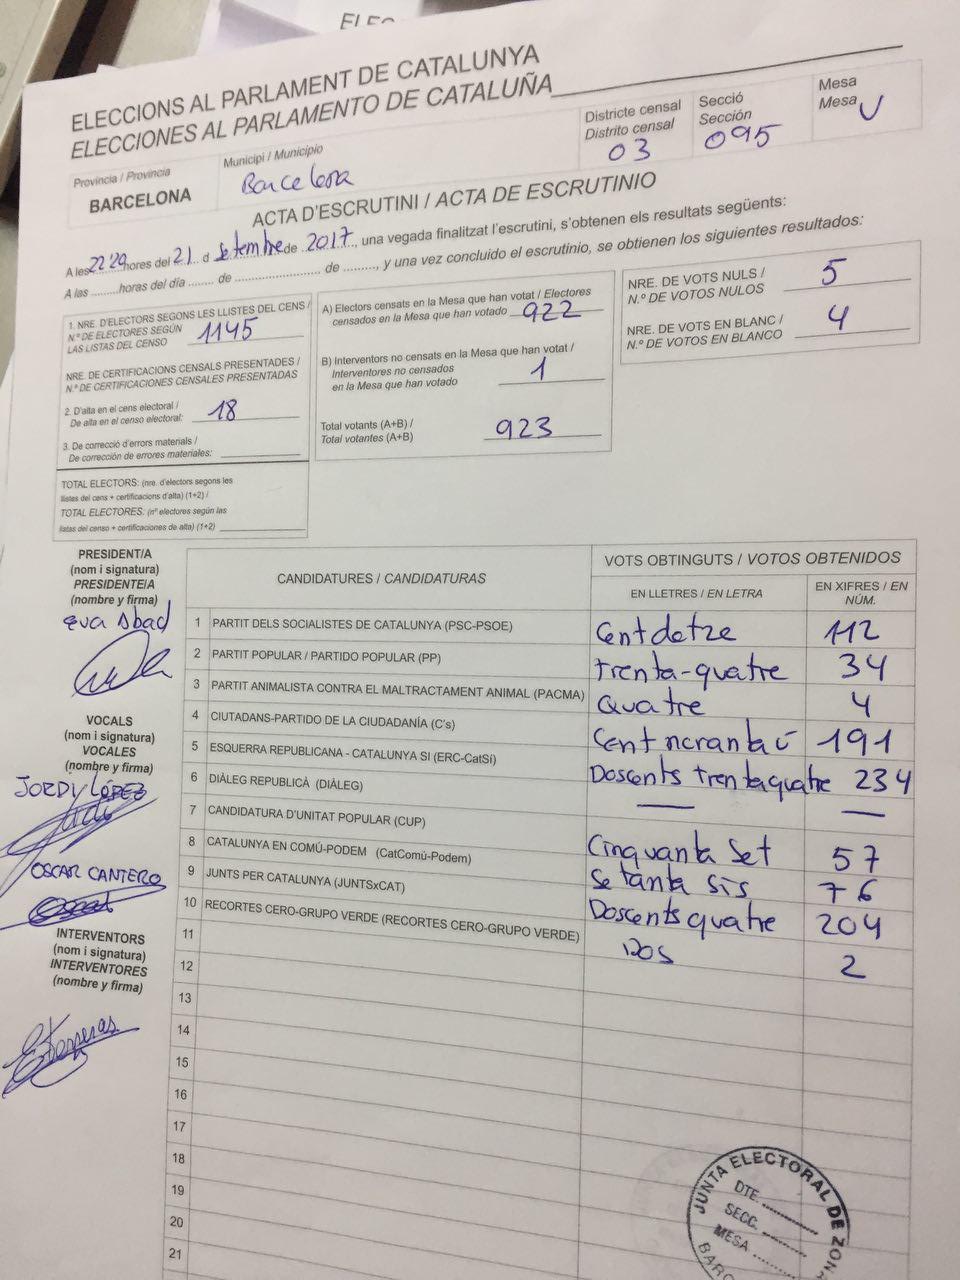 ELEC
ELECCIONS AL PARLAMENT DE CATALUNYA
ELECCIONES AL PARLAMENTO DE CATALUÑA
Província / Provincia
BARCELONA
Municipi / Municipio
Barcelona
Districte censal
Distrito censal
03
Secció
Sección
095
Mesa
Mesa
U
ACTA D'ESCRUTINI / ACTA DE ESCRUTINIO
A les 22:29 hores del 21 d setembre de 2017, una vegada finalitzat l'escrutini, s'obtenen els resultats següents:
A las ......... horas del día ........ de ........................ de ........., y una vez concluido el escrutinio, se obtienen los siguientes resultados:
1. NRE. D'ELECTORS SEGONS LES LLISTES DEL CENS /
N.º DE ELECTORES SEGÚN
LAS LISTAS DEL CENSO
1145
NRE. DE CERTIFICACIONS CENSALS PRESENTADES /
N.º DE CERTIFICACIONES CENSALES PRESENTADAS
2. D'alta en el cens electoral /
De alta en el censo electoral: 18
3. De correcció d'errors materials /
De corrección de errores materiales:
TOTAL ELECTORS: (nre. d'electors segons les
llistes del cens + certificacions d'alta) (1+2) /
TOTAL ELECTORES: (nº electores según las
listas del censo + certificaciones de alta) (1+2)
A) Electors censats en la Mesa que han votat / Electores
censados en la Mesa que han votado 922
B) Interventors no censats en la Mesa que han votat /
Interventores no censados
en la Mesa que han votado
1
Total votants (A+B) /
Total votantes (A+B)
923
NRE. DE VOTS NULS /
N.º DE VOTOS NULOS
5
NRE. DE VOTS EN BLANC /
N.º DE VOTOS EN BLANCO
4
PRESIDENT/A
(nom i signatura)
PRESIDENTE/A
(nombre y firma)
Eva Abad
VOCALS
(nom i signatura)
VOCALES
(nombre y firma)
JORDY LÓPEZ
OSCAR CANTERO
INTERVENTORS
(nom i signatura)
INTERVENTORES
(nombre y firma)
CANDIDATURES / CANDIDATURAS
VOTS OBTINGUTS / VOTOS OBTENIDOS
EN LLETRES / EN LETRA
EN XIFRES / EN
NÚM.
1 PARTIT DELS SOCIALISTES DE CATALUNYA (PSC-PSOE) Cent dotze 112
2 PARTIT POPULAR / PARTIDO POPULAR (PP) trenta-quatre 34
3 PARTIT ANIMALISTA CONTRA EL MALTRACTAMENT ANIMAL (PACMA) Quatre 4
4 CIUTADANS-PARTIDO DE LA CIUDADANÍA (C's) Cent norantaú 191
5 ESQUERRA REPUBLICANA - CATALUNYA SI (ERC-CatSí) Doscents trentaquatre 234
6 DIÀLEG REPUBLICÀ (DIÀLEG) — —
7 CANDIDATURA D'UNITAT POPULAR (CUP) Cinquanta set 57
8 CATALUNYA EN COMÚ-PODEM (CatComú-Podem) Setanta sis 76
9 JUNTS PER CATALUNYA (JUNTSxCAT) Doscents quatre 204
10 RECORTES CERO-GRUPO VERDE (RECORTES CERO-GRUPO VERDE) Dos 2
11
12
13
14
15
16
17
18
19
20
21
JUNTA ELECTORAL DE ZONA
DTE.
SECC.
MESA